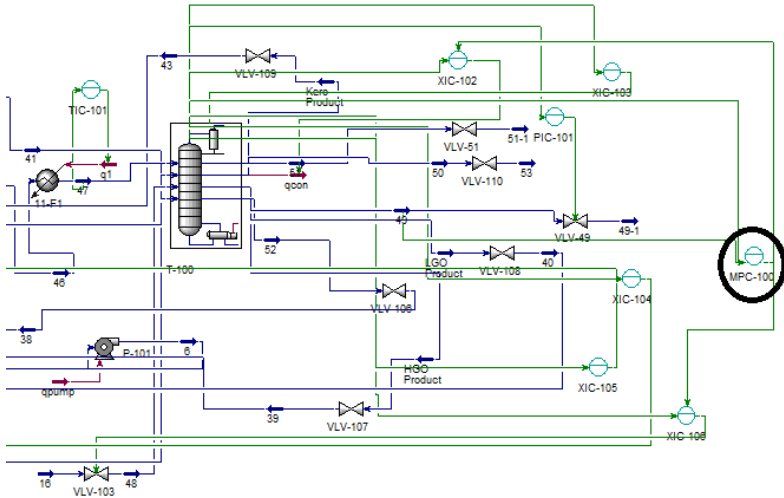 43
VLV-109
XIC-102
XIC-103
Kero
Product
TIC-101
PIC-101
41
VLV-51
51-1
q1
50
53
47
qcon
VLV-110
11-F1
49
VLV-49
49-1
52
LGO
Product
VLV-108
40
MPC-100
T-100
46
XIC-104
VLV-106
38
P-101
6
HGO
Product
XIC-105
qpump
39
VLV-107
XIC-106
16
VLV-103
48